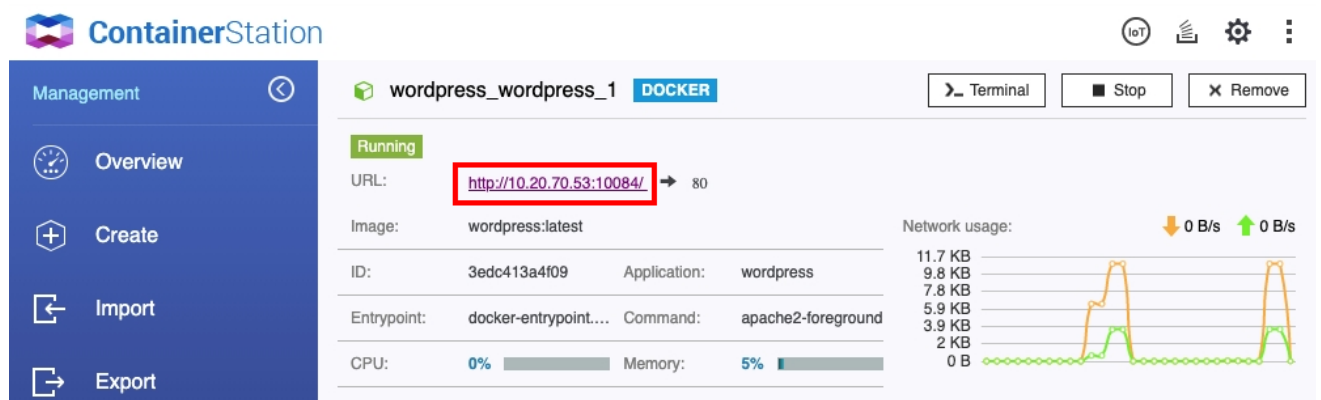 ContainerStation
IoT
Management
Overview
Create
Import
Export
wordpress_wordpress_1 DOCKER
Terminal
Stop
Remove
Running
URL: http://10.20.70.53:10084/ 80
Image: wordpress:latest
ID: 3edc413a4f09 Application: wordpress
Entrypoint: docker-entrypoint.... Command: apache2-foreground
CPU: 0% Memory: 5%
Network usage: 0 B/s 0 B/s
11.7 KB
9.8 KB
7.8 KB
5.9 KB
3.9 KB
2 KB
0 B